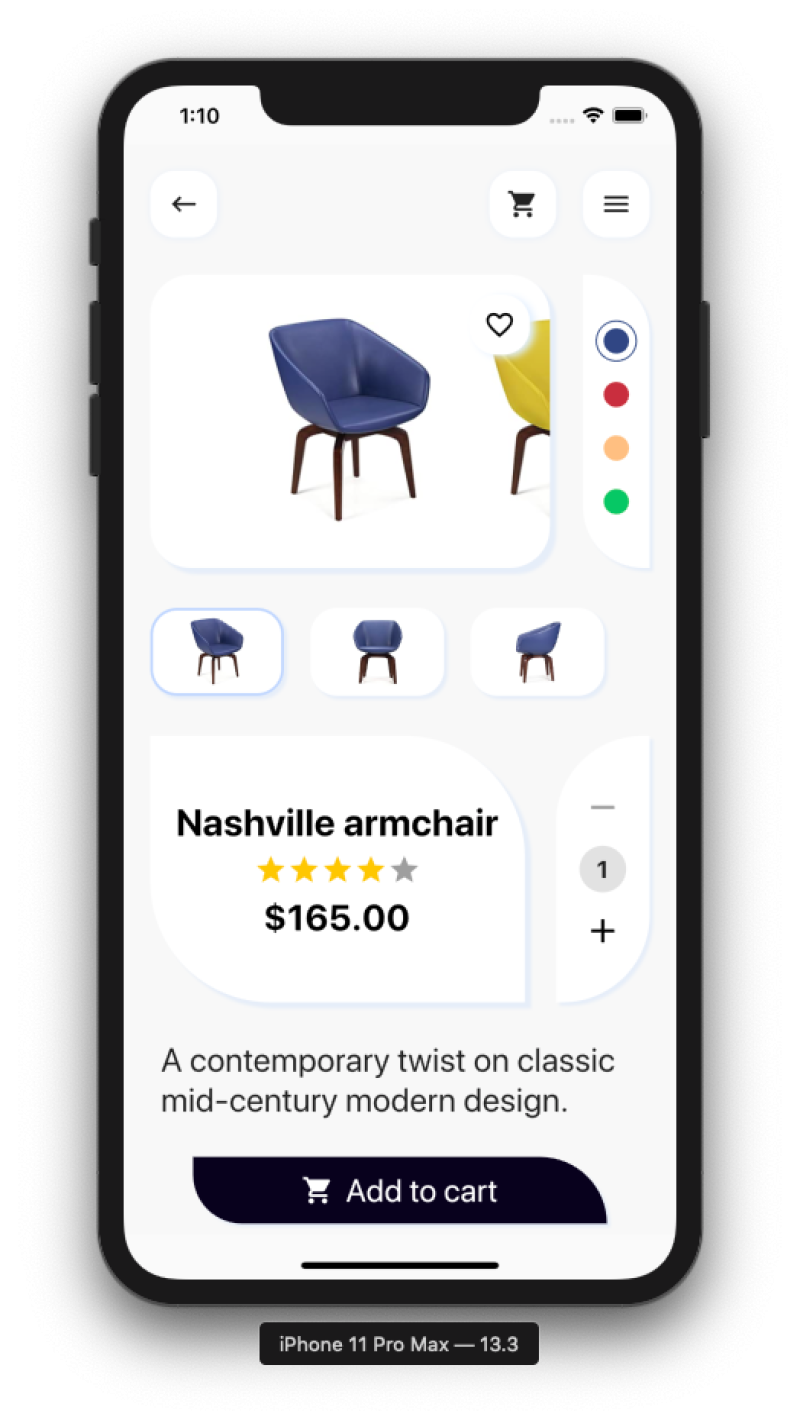 1:10
Nashville armchair
$165.00
1
A contemporary twist on classic
mid-century modern design.
Add to cart
iPhone 11 Pro Max — 13.3